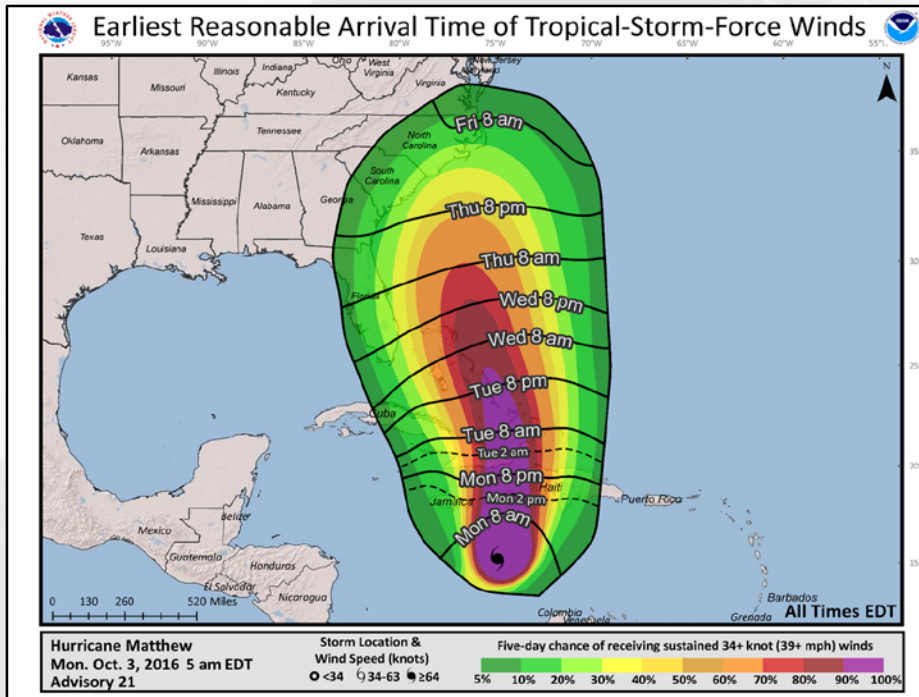 Earliest Reasonable Arrival Time of Tropical-Storm-Force Winds
95°W 90°W 85°W 80°W 75°W 70°W 65°W 60°W 55°W
Kansas
Missouri
Illinois
Indiana
Ohio
West
Virginia
Virginia
Maryland
New Jersey
N
Kentucky
Fri 8 am
Oklahoma
Arkansas
Tennessee
North
Carolina
South
Carolina
Mississippi
Alabama
Georgia
Thu 8 pm
Texas
Louisiana
Thu 8 am
Florida
Wed 8 pm
Wed 8 am
Tue 8 pm
Cuba
Tue 8 am
Tue 2 am
Mon 8 pm
Haiti
Jamaica
Mon 2 pm
Puerto Rico
Mon 8 am
Mexico
Belize
Guatemala
Honduras
El Salvador
Nicaragua
Barbados
Grenada
Colombia
Venezuela
0 130 260 520 Miles
All Times EDT
Hurricane Matthew
Mon. Oct. 3, 2016 5 am EDT
Advisory 21
Storm Location &
Wind Speed (knots)
<34 34-63 ≥64
Five-day chance of receiving sustained 34+ knot (39+ mph) winds
5% 10% 20% 30% 40% 50% 60% 70% 80% 90% 100%